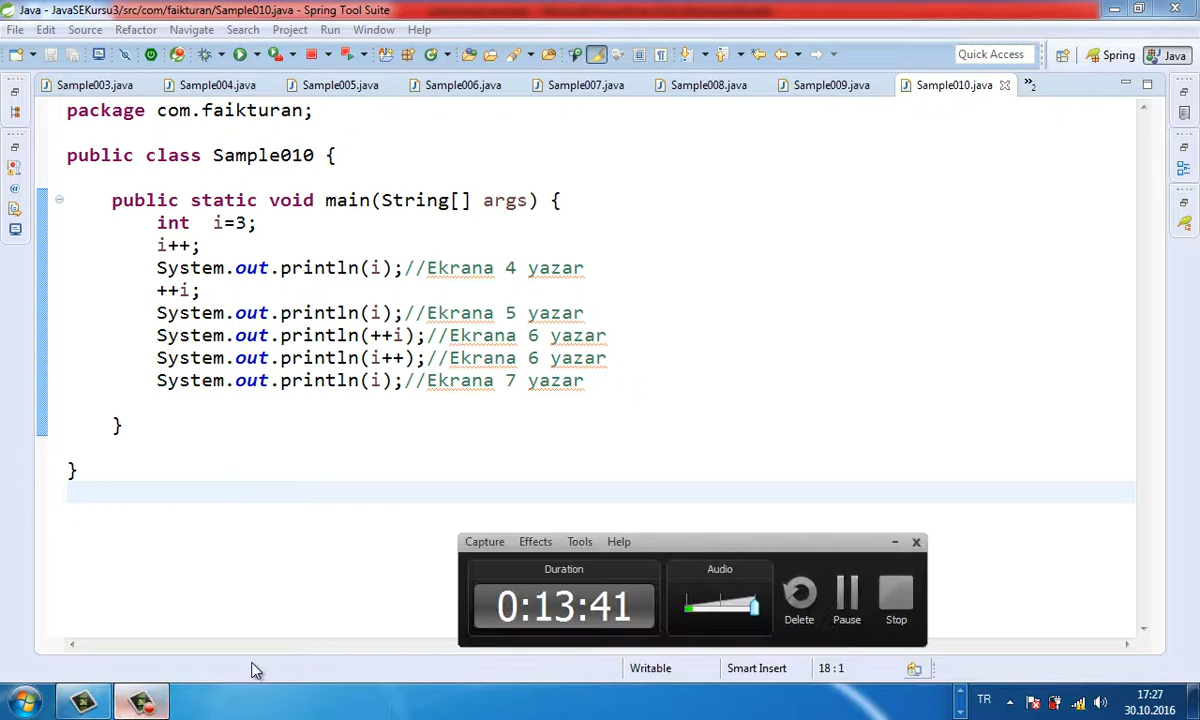 Java - JavaSEKursu3/src/com/faikturan/Sample010.java - Spring Tool Suite
File Edit Source Refactor Navigate Search Project Run Window Help
Quick Access Spring Java
Sample003.java Sample004.java Sample005.java Sample006.java Sample007.java Sample008.java Sample009.java Sample010.java »2
package com.faikturan;
public class Sample010 {
public static void main(String[] args) {
int i=3;
i++;
System.out.println(i);//Ekrana 4 yazar
++i;
System.out.println(i);//Ekrana 5 yazar
System.out.println(++i);//Ekrana 6 yazar
System.out.println(i++);//Ekrana 6 yazar
System.out.println(i);//Ekrana 7 yazar
}
}
Capture Effects Tools Help
Duration Audio
0:13:41
Delete Pause Stop
Writable Smart Insert 18 : 1
TR 17:27
30.10.2016